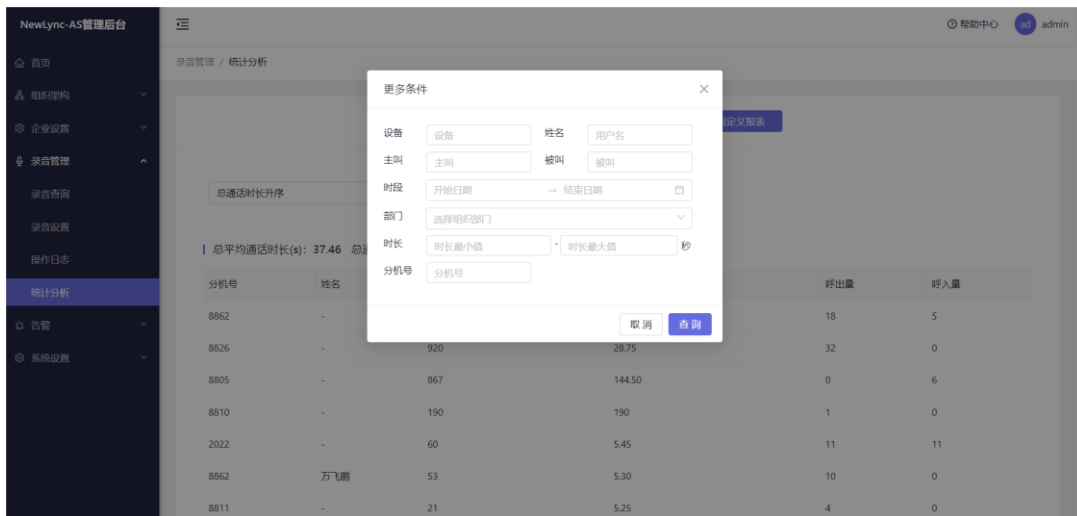 NewLync-AS管理后台
帮助中心 ad admin
首页
组织架构
企业设置
录音管理
录音查询
录音设置
操作日志
统计分析
告警
系统设置
录音管理 / 统计分析
定义报表
总通话时长升序
总平均通话时长(s): 37.46
更多条件
设备 设备 姓名 用户名
主叫 主叫 被叫 被叫
时段 开始日期 → 结束日期
部门 选择组织部门
时长 时长最小值 - 时长最大值 秒
分机号 分机号
取消 查询
分机号 姓名 呼出量 呼入量
8862 - 18 5
8826 - 920 28.75 32 0
8805 - 867 144.50 0 6
8810 - 190 190 1 0
2022 - 60 5.45 11 11
8862 万飞鹏 53 5.30 10 0
8811 - 21 5.25 4 0